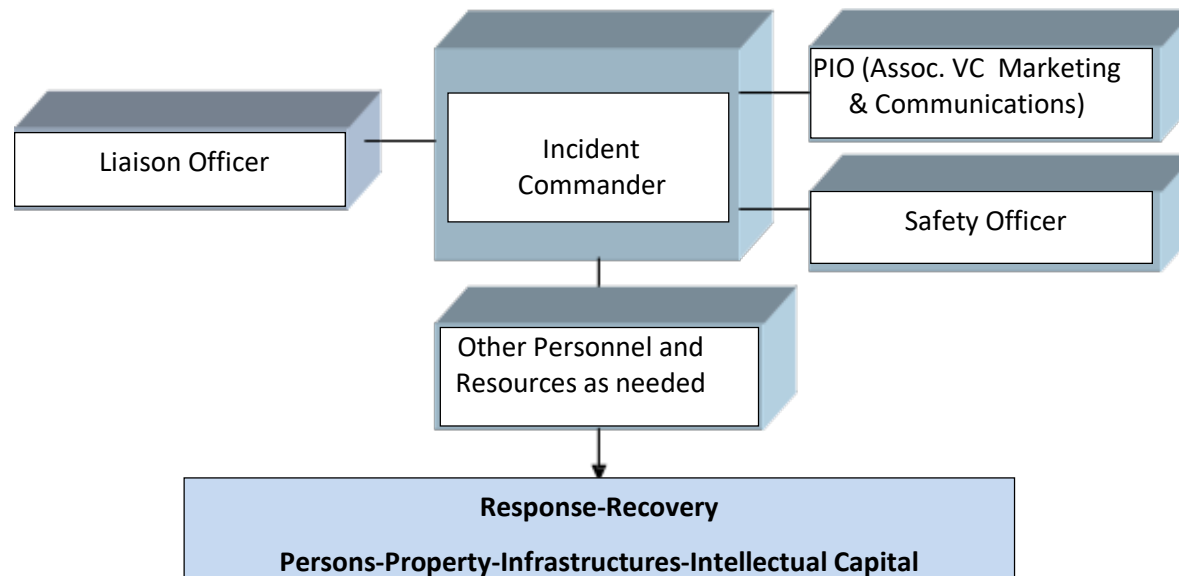 PIO (Assoc. VC Marketing
& Communications)
Liaison Officer
Incident
Commander
Safety Officer
Other Personnel and
Resources as needed
Response-Recovery
Persons-Property-Infrastructures-Intellectual Capital